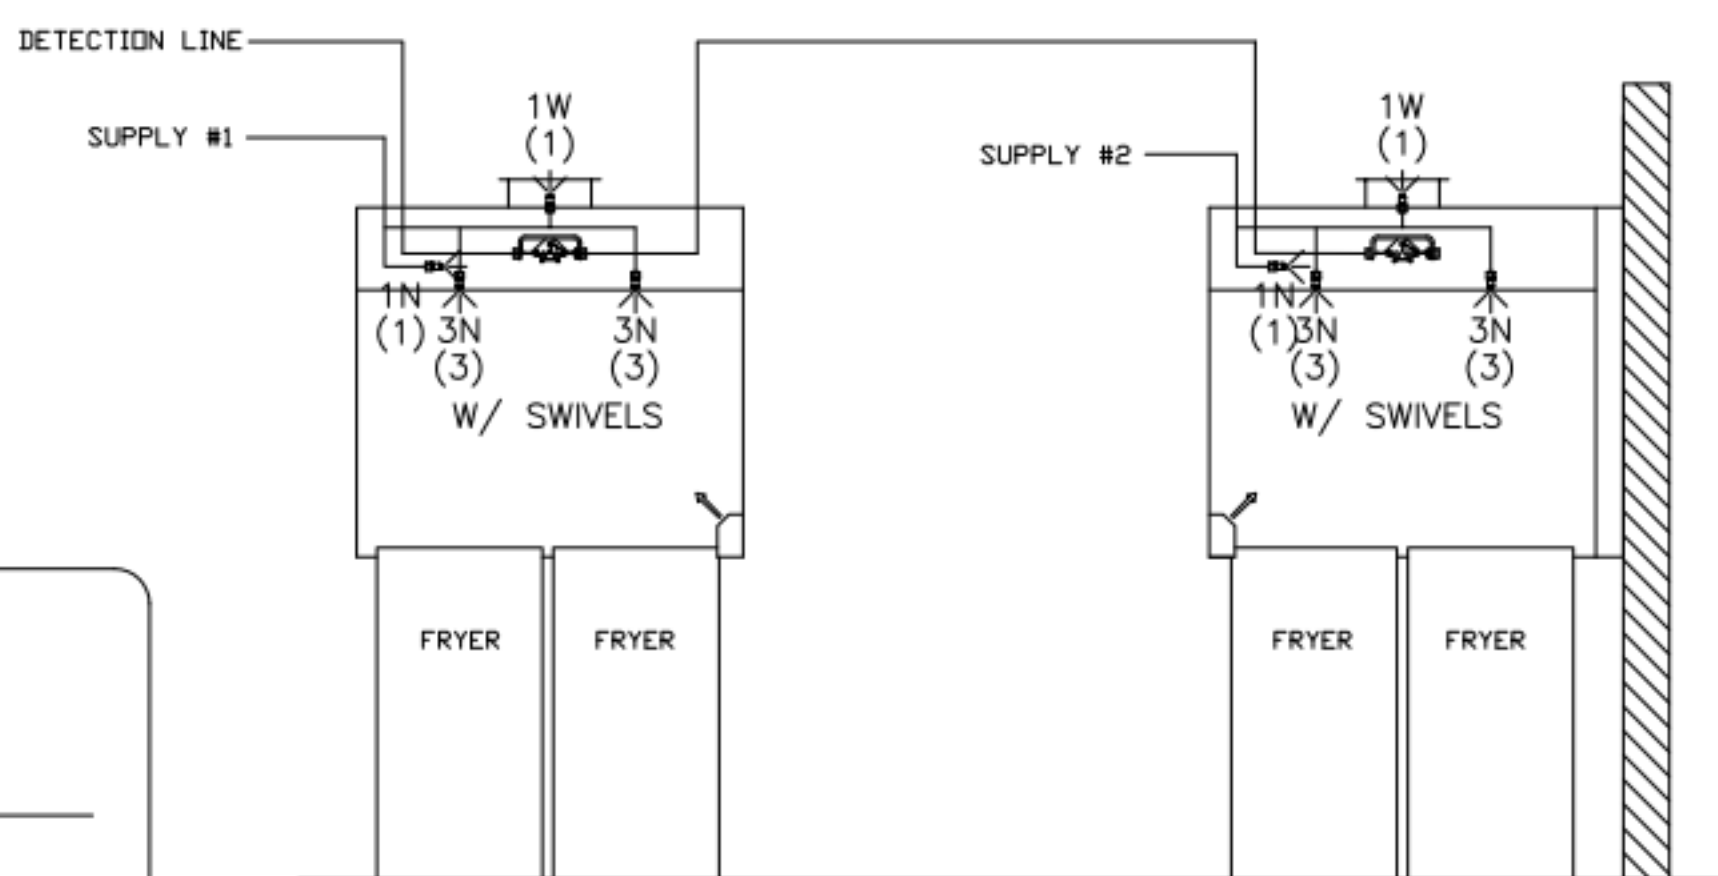 DETECTION LINE
1W
(1)
SUPPLY #1
1W
(1)
SUPPLY #2
1N
(1)
3N
(3)
3N
(3)
W/ SWIVELS
1N
(1)
3N
(3)
3N
(3)
W/ SWIVELS
FRYER
FRYER
FRYER
FRYER